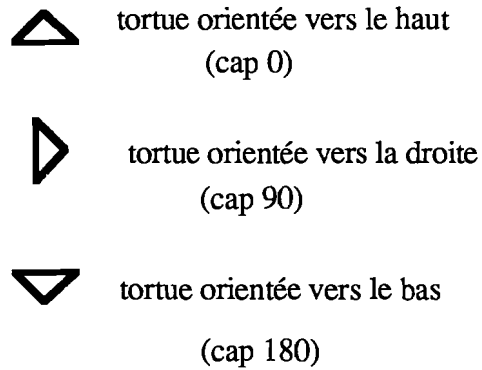 tortue orientée vers le haut
(cap 0)
tortue orientée vers la droite
(cap 90)
tortue orientée vers le bas
(cap 180)